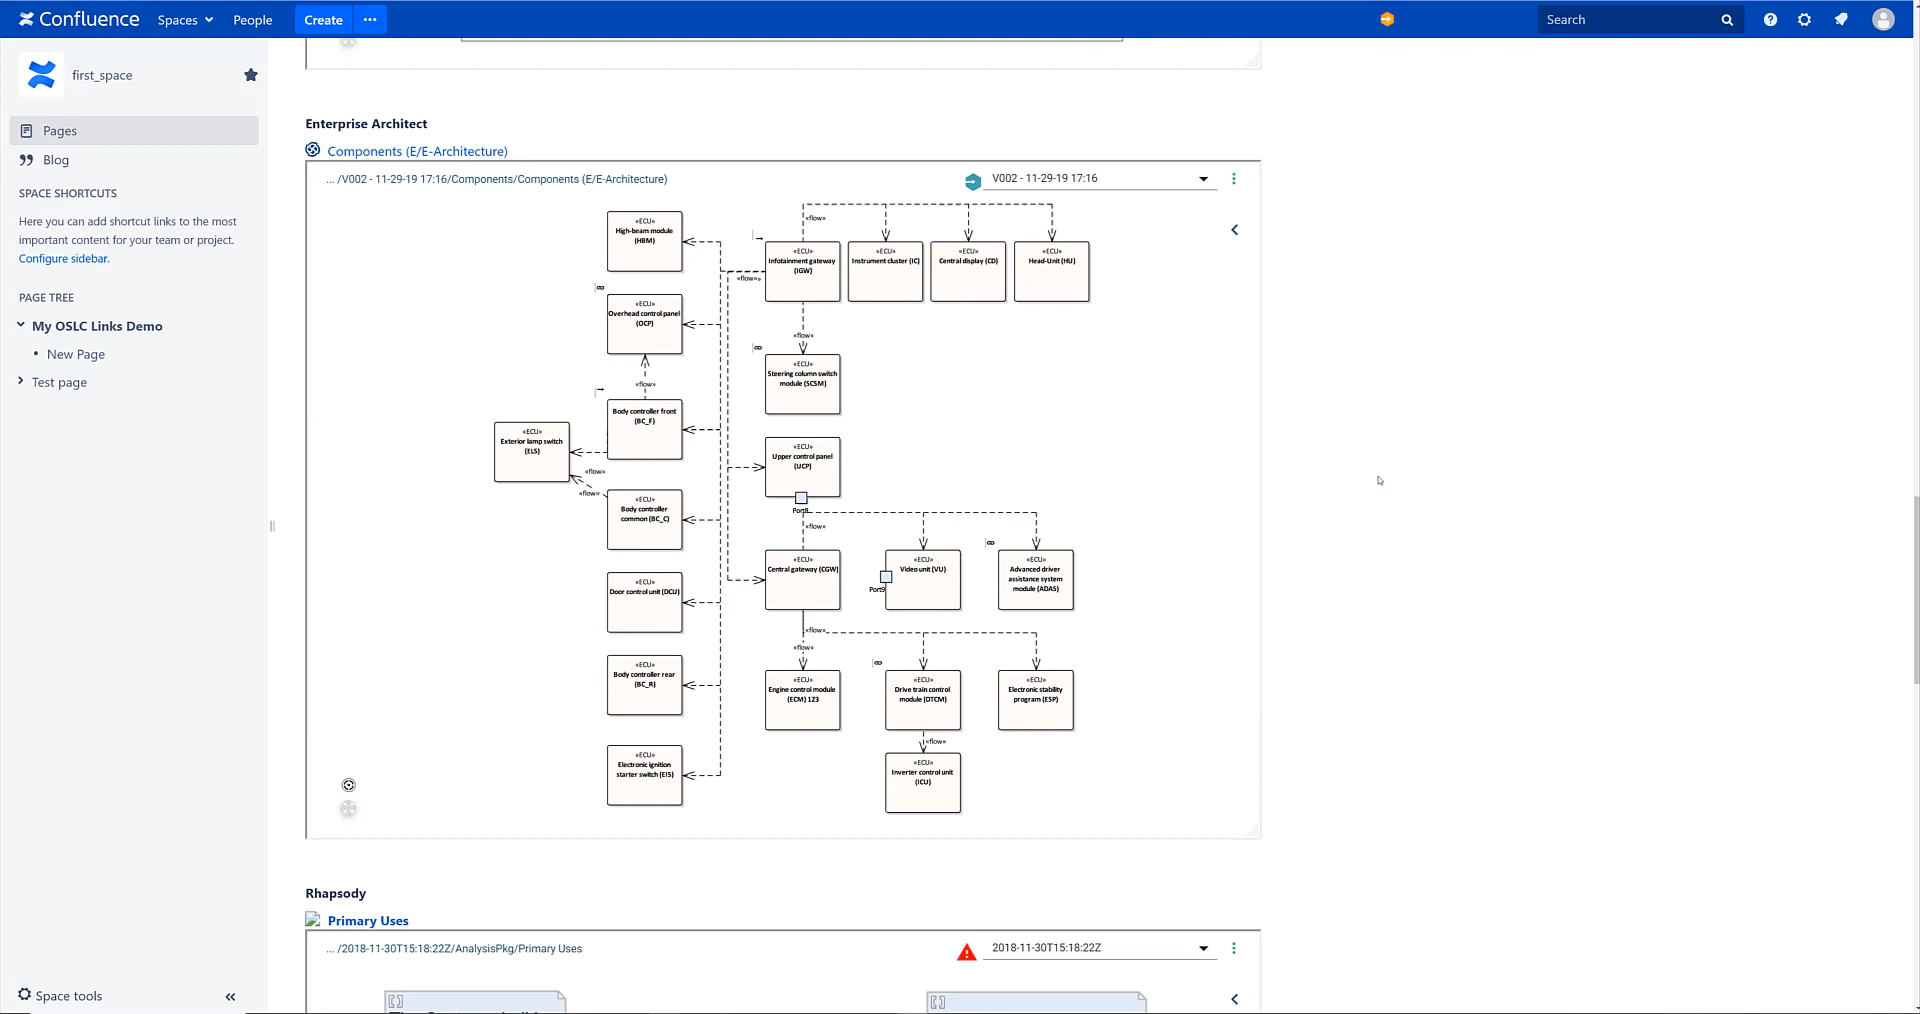 Confluence
Spaces
People
Create
Search
first_space
Pages
Blog
SPACE SHORTCUTS
Here you can add shortcut links to the most
important content for your team or project.
Configure sidebar.
PAGE TREE
My OSLC Links Demo
New Page
Test page
Space tools
Enterprise Architect
Components (E/E-Architecture)
... /V002 - 11-29-19 17:16/Components/Components (E/E-Architecture)
V002 - 11-29-19 17:16
«ECU»
High-beam module
(HBM)
«flow»
«ECU»
Infotainment gateway
(IGW)
«ECU»
Instrument cluster (IC)
«ECU»
Central display (CD)
«ECU»
Head-Unit (HU)
«flow»
«ECU»
Overhead control panel
(OCP)
«flow»
«ECU»
Steering column switch
module (SCSM)
«flow»
Body controller front
(BC_F)
«ECU»
Exterior lamp switch
(ELS)
«flow»
«flow»
«ECU»
Upper control panel
(UCP)
Port8
«ECU»
Body controller
common (BC_C)
«flow»
«ECU»
Central gateway (CGW)
«ECU»
Video unit (VU)
Port9
«ECU»
Advanced driver
assistance system
module (ADAS)
«ECU»
Door control unit (DCU)
«flow»
«flow»
«ECU»
Body controller rear
(BC_R)
«ECU»
Engine control module
(ECM) 123
«ECU»
Drive train control
module (DTCM)
«ECU»
Electronic stability
program (ESP)
«flow»
«ECU»
Electronic ignition
starter switch (EIS)
«ECU»
Inverter control unit
(ICU)
Rhapsody
Primary Uses
... /2018-11-30T15:18:22Z/AnalysisPkg/Primary Uses
2018-11-30T15:18:22Z